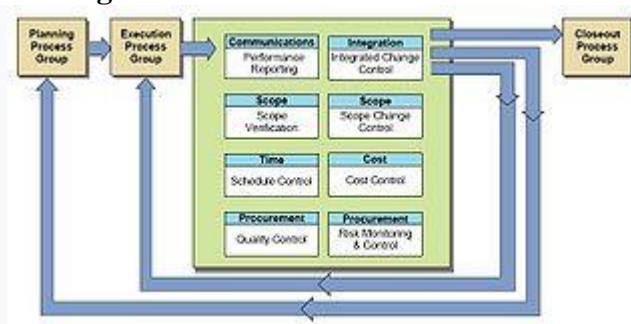 Planning
Process
Group
Execution
Process
Group
Communications
Performance
Reporting
Integration
Integrated Change
Control
Closeout
Process
Group
Scope
Scope
Verification
Scope
Scope Change
Control
Time
Schedule Control
Cost
Cost Control
Procurement
Quality Control
Procurement
Risk Monitoring
& Control